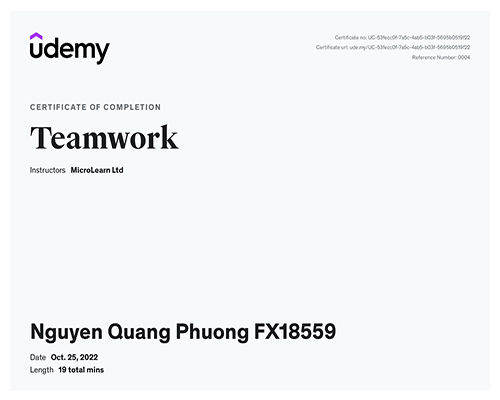 udemy
Certificate no: UC-53fecc0f-7a5c-4ab5-b03f-5695b0519f22
Certificate url: ude.my/UC-53fecc0f-7a5c-4ab5-b03f-5695b0519f22
Reference Number: 0004
CERTIFICATE OF COMPLETION
Teamwork
Instructors MicroLearn Ltd
Nguyen Quang Phuong FX18559
Date Oct. 25, 2022
Length 19 total mins